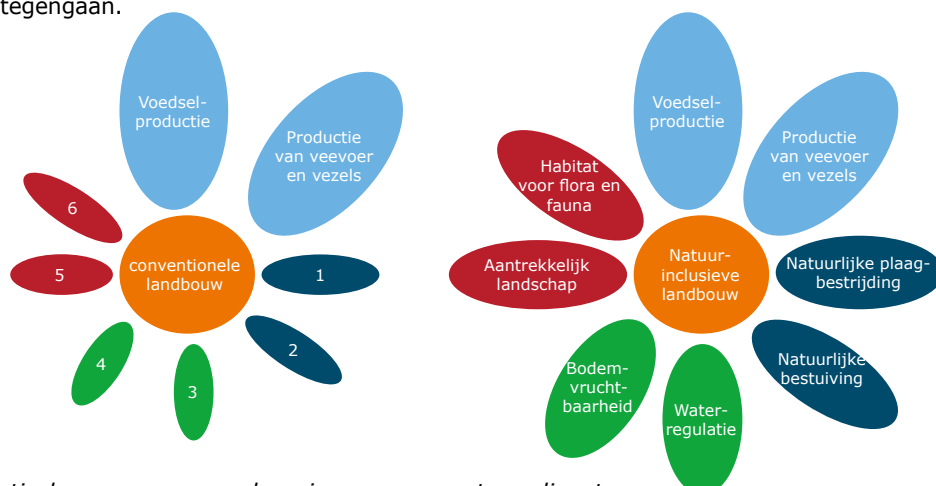 tegengaan.
Voedsel-
productie
Productie
van veevoer
en vezels
6
5
conventionele
landbouw
1
2
4
3
Voedsel-
productie
Productie
van veevoer
en vezels
Habitat
voor flora en
fauna
Aantrekkelijk
landschap
Natuur-
inclusieve
landbouw
Natuurlijke plaag-
bestrijding
Natuurlijke
bestuiving
Bodem-
vrucht-
baarheid
Water-
regulatie